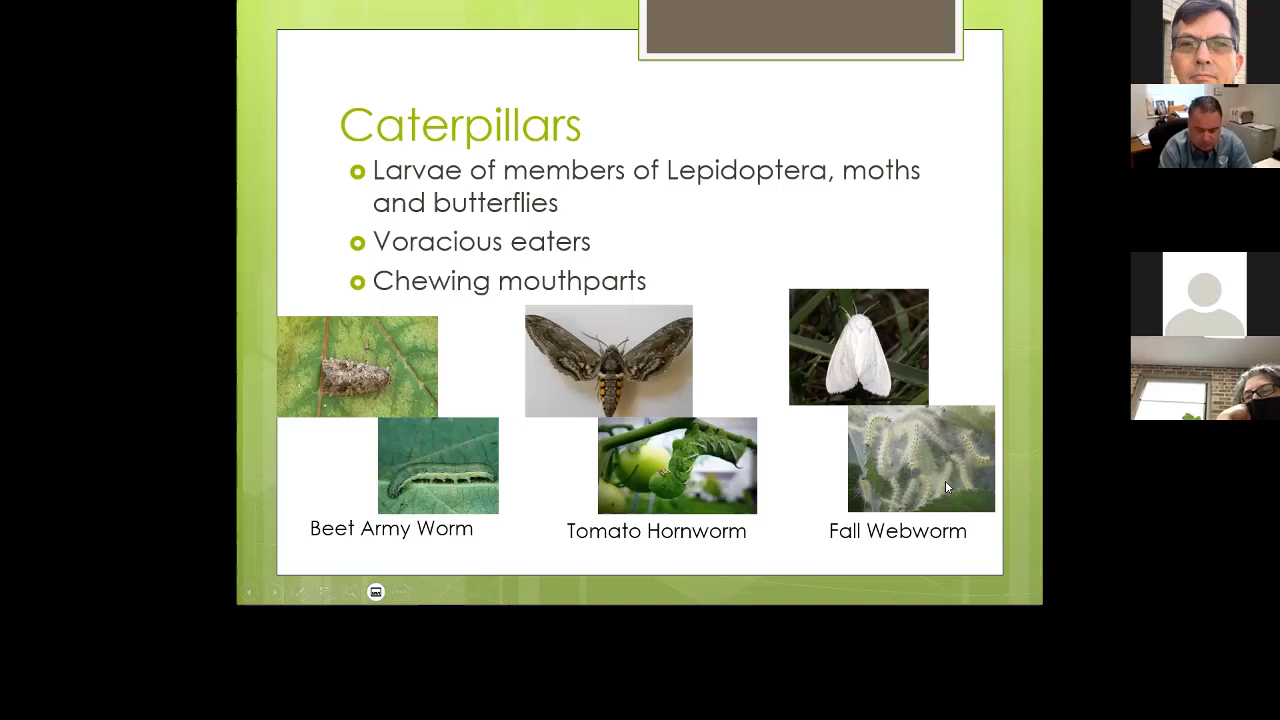 Caterpillars
Larvae of members of Lepidoptera, moths
and butterflies
Voracious eaters
Chewing mouthparts
Beet Army Worm
Tomato Hornworm
Fall Webworm